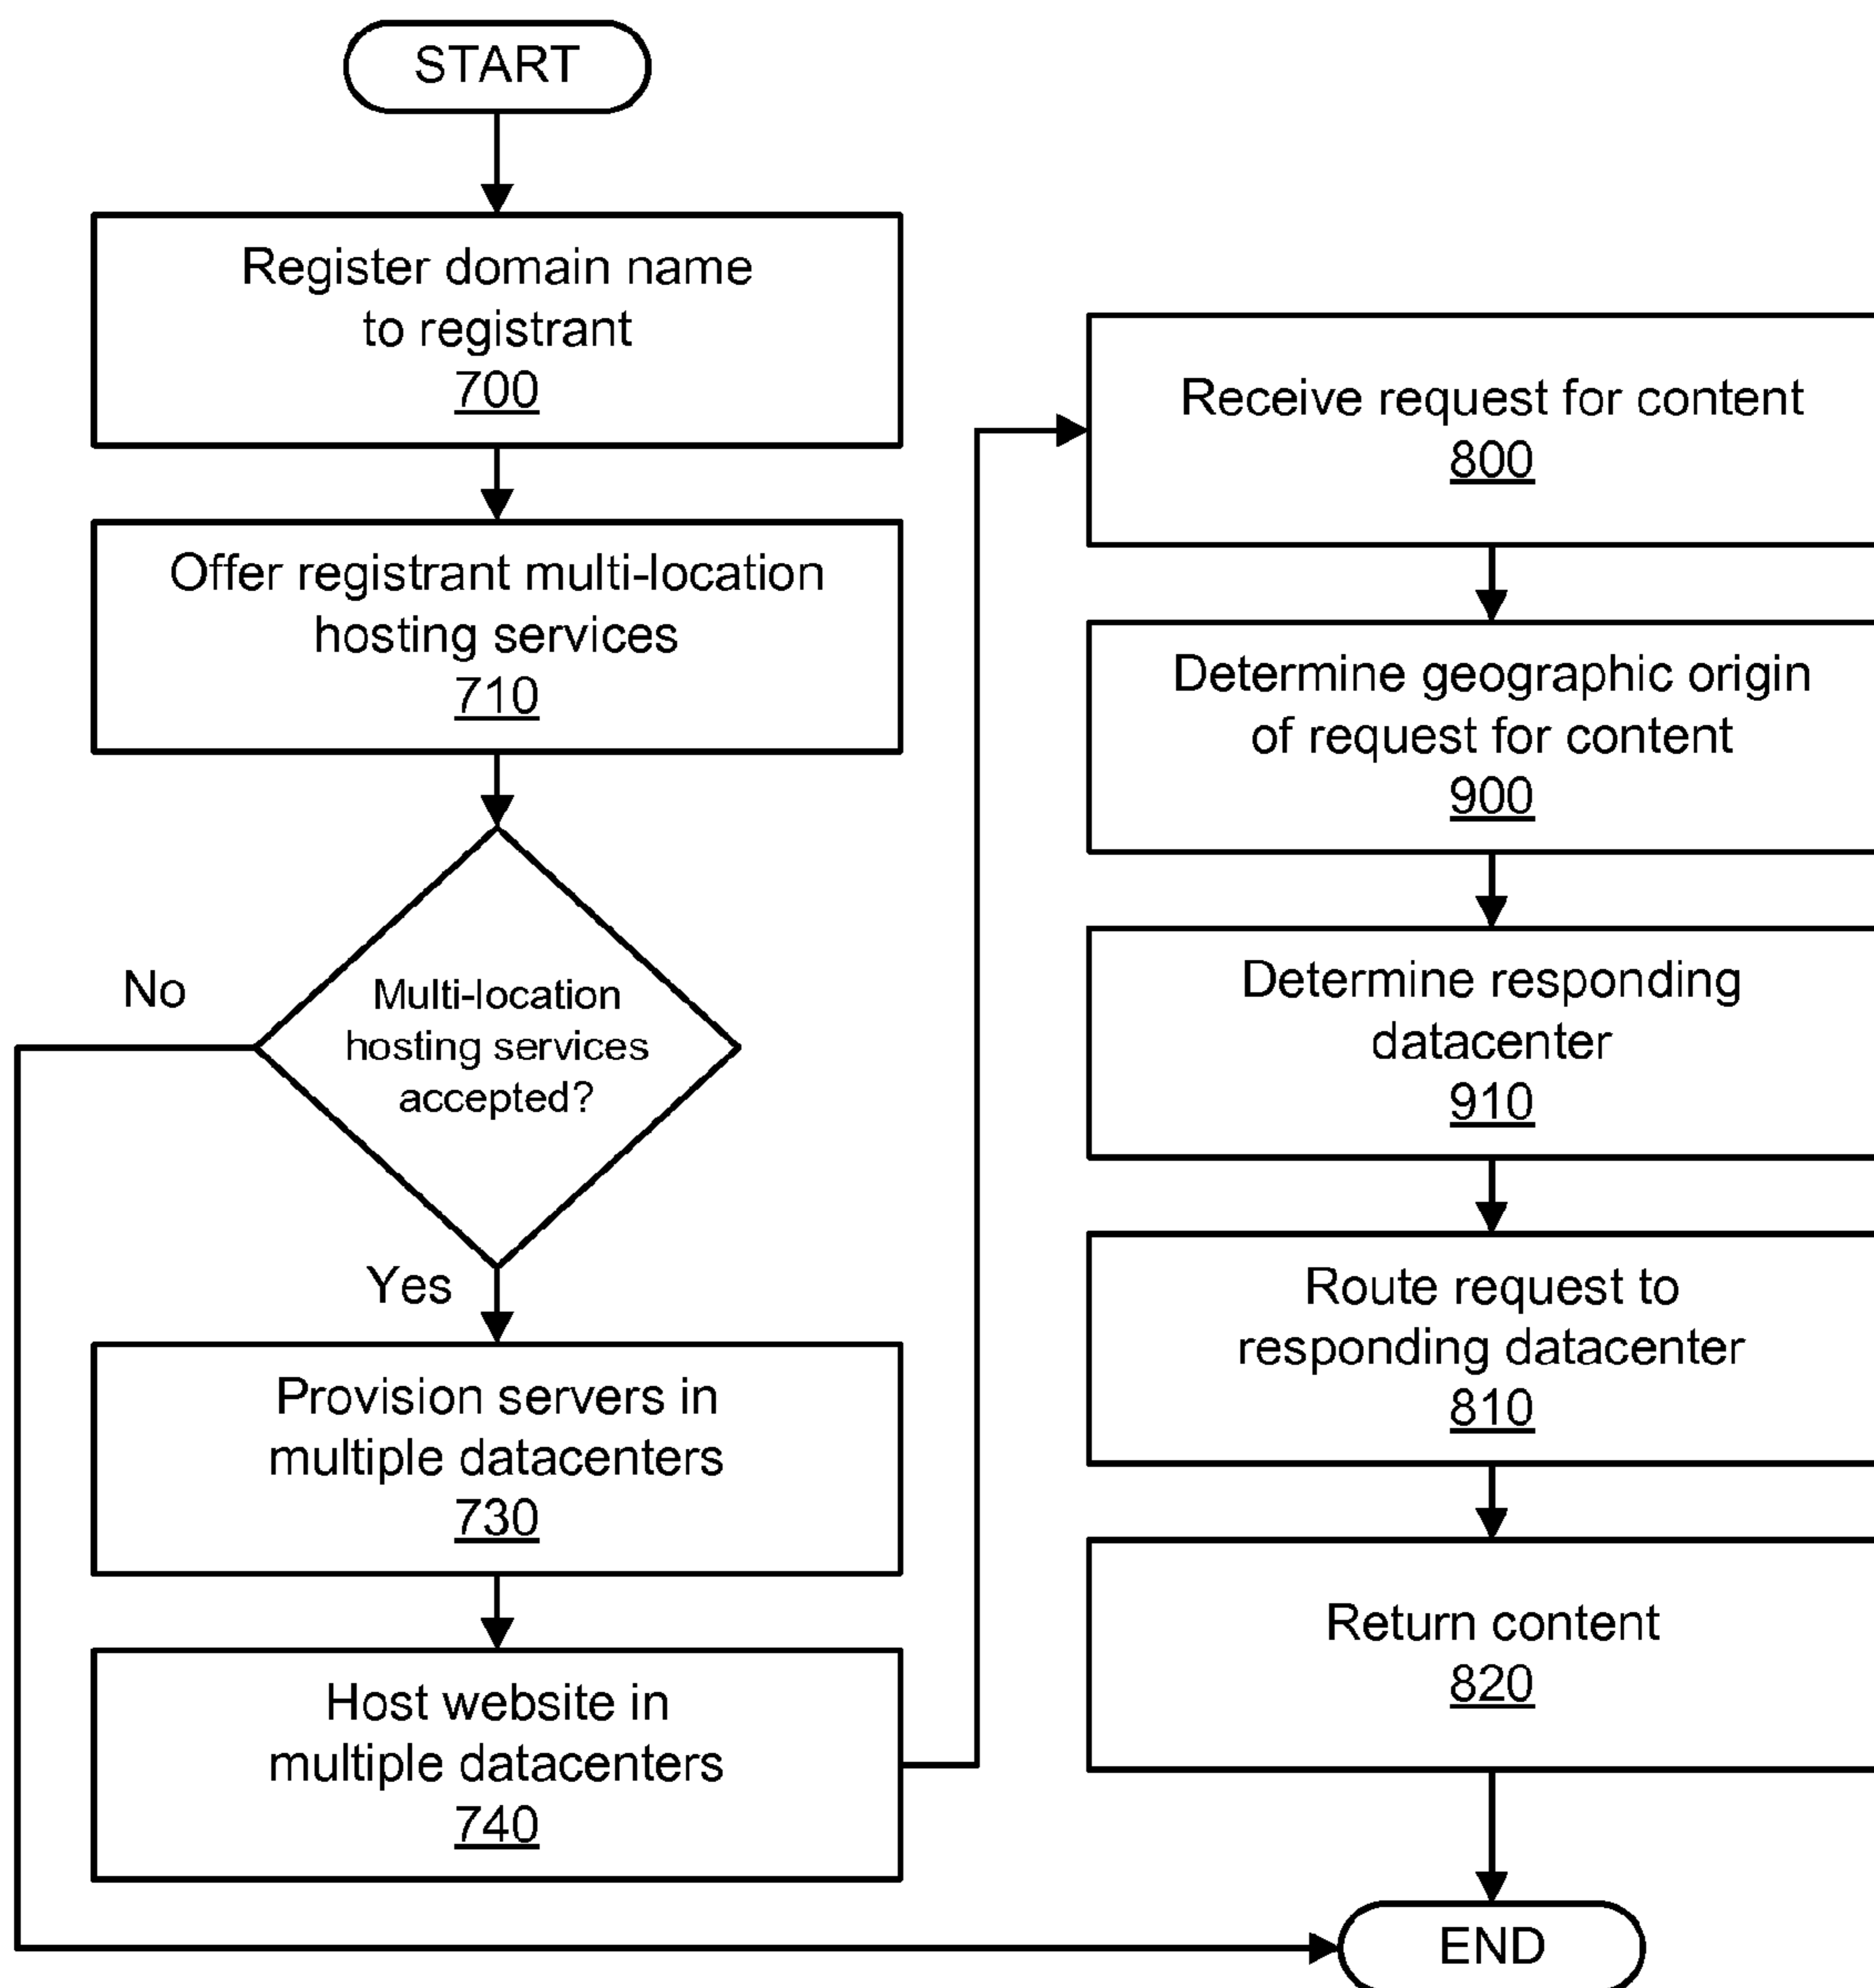 START
Register domain name
to registrant
700
Offer registrant multi-location
hosting services
710
No
Multi-location
hosting services
accepted?
Yes
Provision servers in
multiple datacenters
730
Host website in
multiple datacenters
740
Receive request for content
800
Determine geographic origin
of request for content
900
Determine responding
datacenter
910
Route request to
responding datacenter
810
Return content
820
END